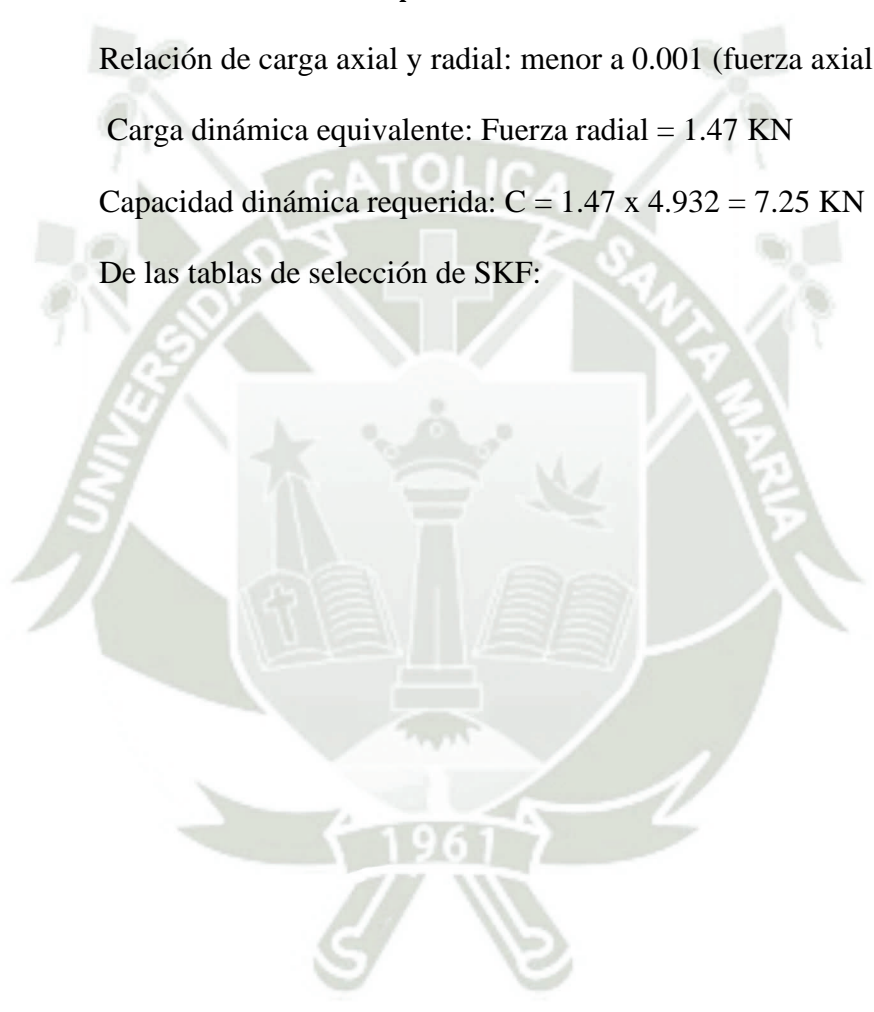 Relación de carga axial y radial: menor a 0.001 (fuerza axial
Carga dinámica equivalente: Fuerza radial = 1.47 KN
Capacidad dinámica requerida: C = 1.47 x 4.932 = 7.25 KN
De las tablas de selección de SKF:
UNIVERSIDAD CATOLICA SANTA MARIA
1961